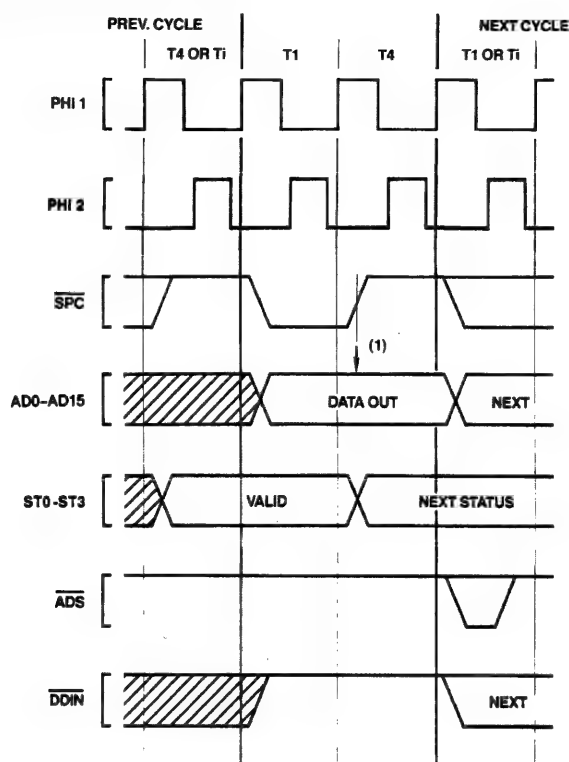 PREV. CYCLE NEXT CYCLE
T4 OR Ti T1 T4 T1 OR Ti
PHI 1
PHI 2
SPC
(1)
AD0-AD15 DATA OUT NEXT
ST0-ST3 VALID NEXT STATUS
ADS
DDIN NEXT